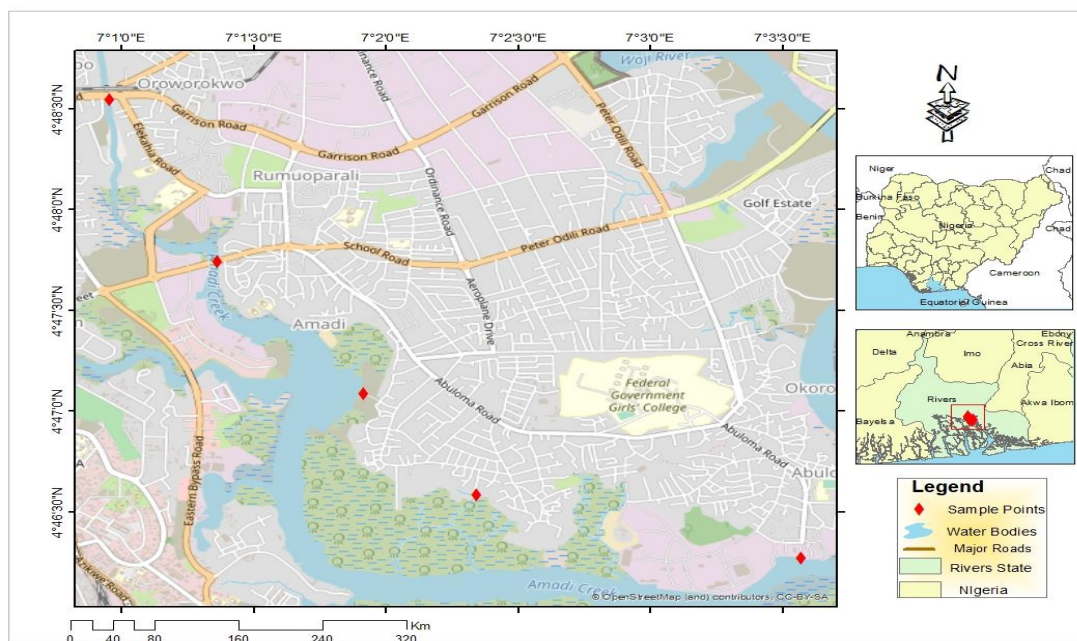 7°1'0"E 7°1'30"E 7°2'0"E 7°2'30"E 7°3'0"E 7°3'30"E
4°48'30"N
4°48'0"N
4°47'30"N
4°47'0"N
4°46'30"N
Oroworokwo
Woji River
Ordinance Road
Garrison Road
Garrison Road
Garrison Road
Peter Odili Road
Elekahia Road
Rumuoparali
Ordinance Road
Golf Estate
School Road
Peter Odili Road
Amadi Creek
Aeroplane Drive
Amadi
Federal
Government
Girls' College
Okoro
Abuloma Road
Abuloma Road
Abulo
Eastern Bypass Road
Abikwe Road
Amadi Creek
© OpenStreetMap (and) contributors, CC-BY-SA
0 40 80 160 240 320 Km
N
Niger
Chad
Burkina Faso
Benin
Nigeria
Chad
Cameroon
Equatorial Guinea
Anambra
Ebony
Delta
Imo
Cross River
Abia
Rivers
Akwa Ibom
Bayelsa
Legend
Sample Points
Water Bodies
Major Roads
Rivers State
NIgeria